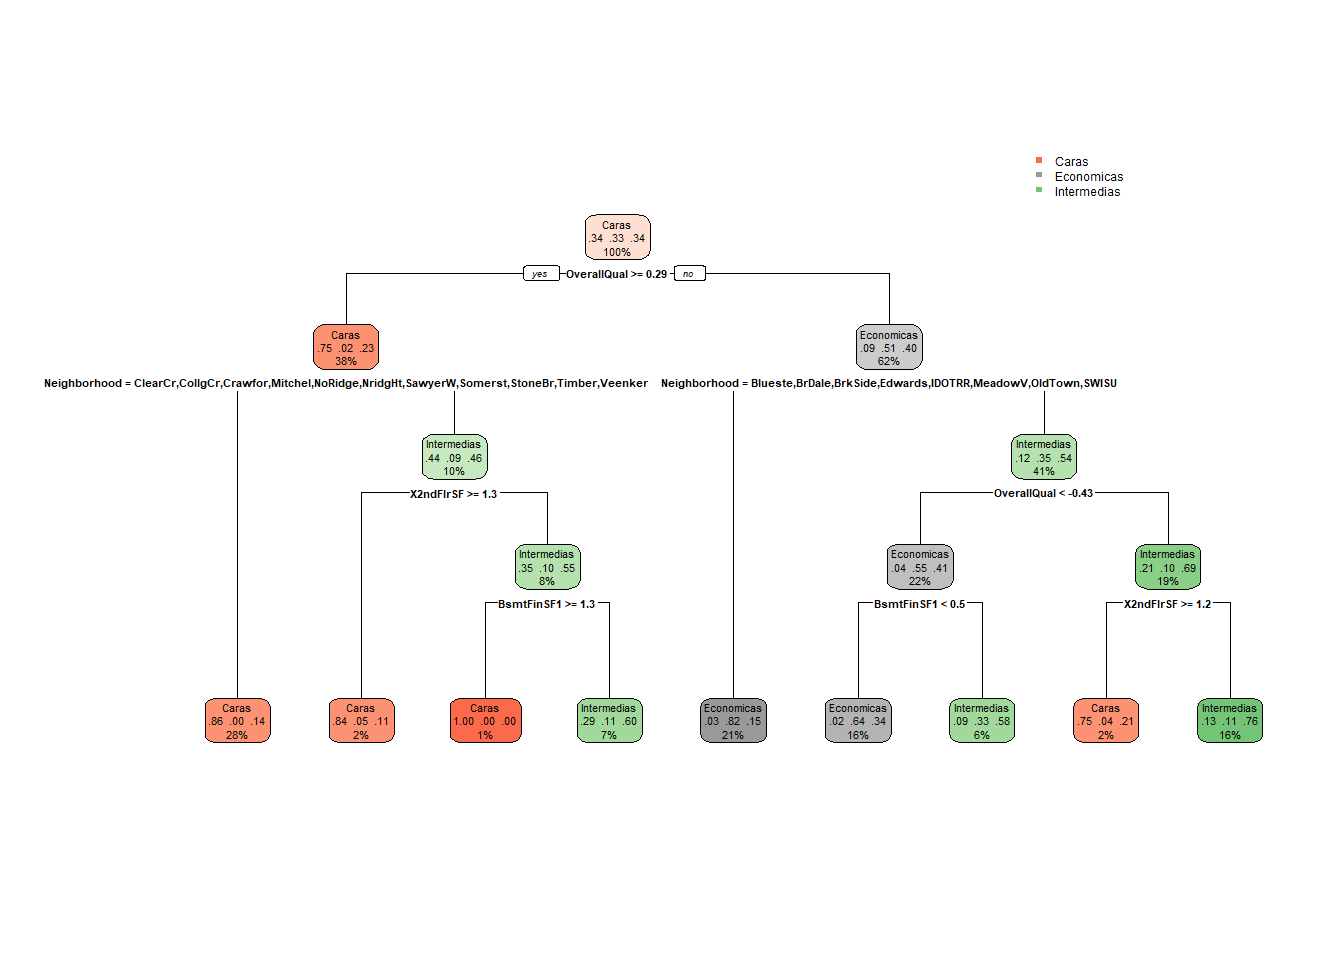 Caras
Economicas
Intermedias
Caras
.34 .33 .34
100%
yes OverallQual >= 0.29 no
Caras
.75 .02 .23
38%
Economicas
.09 .51 .40
62%
Neighborhood = ClearCr,CollgCr,Crawfor,Mitchel,NoRidge,NridgHt,SawyerW,Somerst,StoneBr,Timber,Veenker
Neighborhood = Blueste,BrDale,BrkSide,Edwards,IDOTRR,MeadowV,OldTown,SWISU
Intermedias
.44 .09 .46
10%
Intermedias
.12 .35 .54
41%
X2ndFlrSF >= 1.3
OverallQual < -0.43
Intermedias
.35 .10 .55
8%
Economicas
.04 .55 .41
22%
Intermedias
.21 .10 .69
19%
BsmtFinSF1 >= 1.3
BsmtFinSF1 < 0.5
X2ndFlrSF >= 1.2
Caras
.86 .00 .14
28%
Caras
.84 .05 .11
2%
Caras
1.00 .00 .00
1%
Intermedias
.29 .11 .60
7%
Economicas
.03 .82 .15
21%
Economicas
.02 .64 .34
16%
Intermedias
.09 .33 .58
6%
Caras
.75 .04 .21
2%
Intermedias
.13 .11 .76
16%